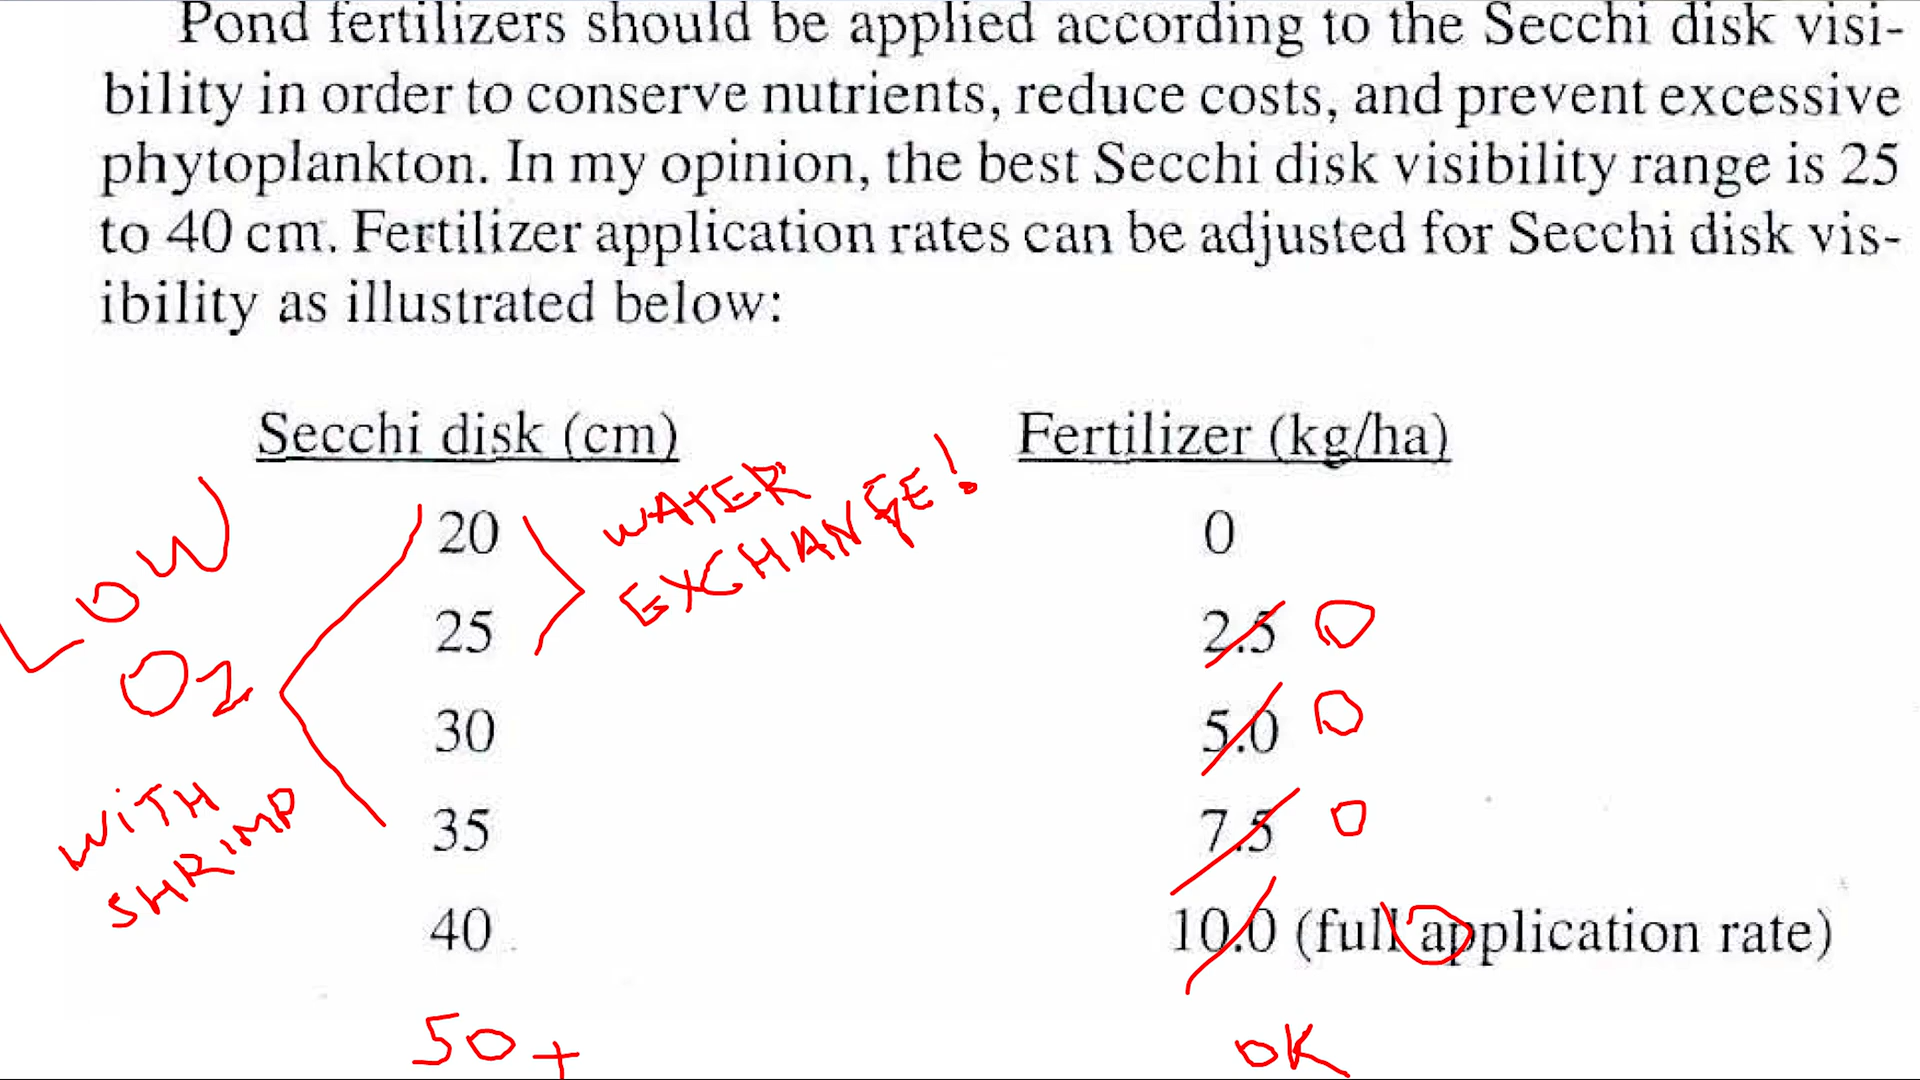 Pond fertilizers should be applied according to the Secchi disk visi-
bility in order to conserve nutrients, reduce costs, and prevent excessive
phytoplankton. In my opinion, the best Secchi disk visibility range is 25
to 40 cm. Fertilizer application rates can be adjusted for Secchi disk vis-
ibility as illustrated below:
Secchi disk (cm) Fertilizer (kg/ha)
20 0
25 2.5 0
30 5.0 0
35 7.5 0
40 10.0 (full application rate) 0
50 + OK
WATER
EXCHANGE!
LOW
O2
WITH
SHRIMP